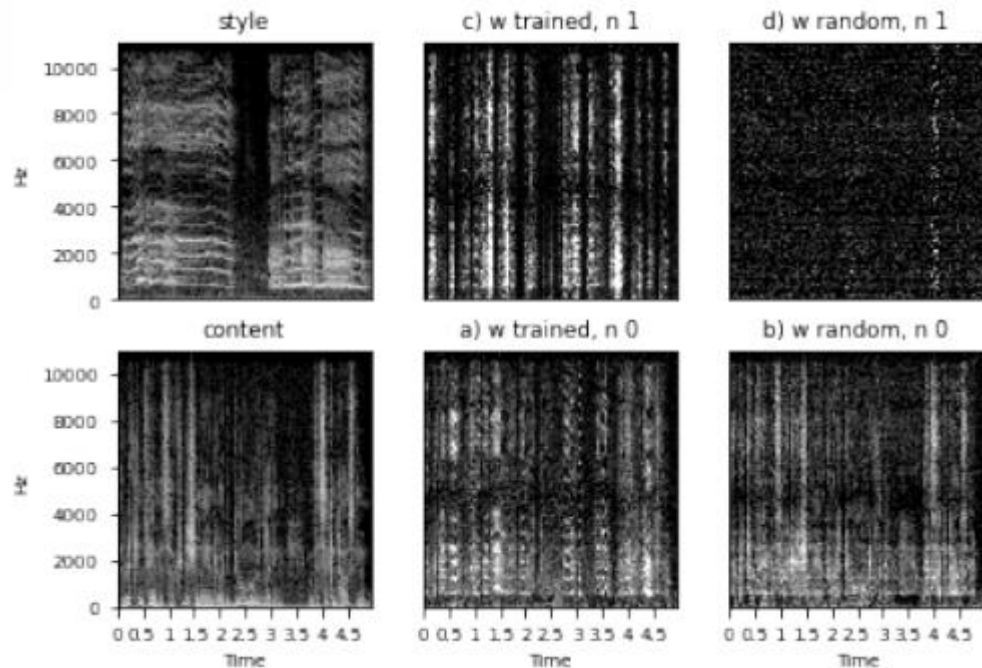 style
c) w trained, n 1
d) w random, n 1
10000
8000
6000
4000
2000
0
Hz
content
a) w trained, n 0
b) w random, n 0
10000
8000
6000
4000
2000
0
Hz
0 0.5 1 1.5 2 2.5 3 3.5 4 4.5
Time
0 0.5 1 1.5 2 2.5 3 3.5 4 4.5
Time
0 0.5 1 1.5 2 2.5 3 3.5 4 4.5
Time